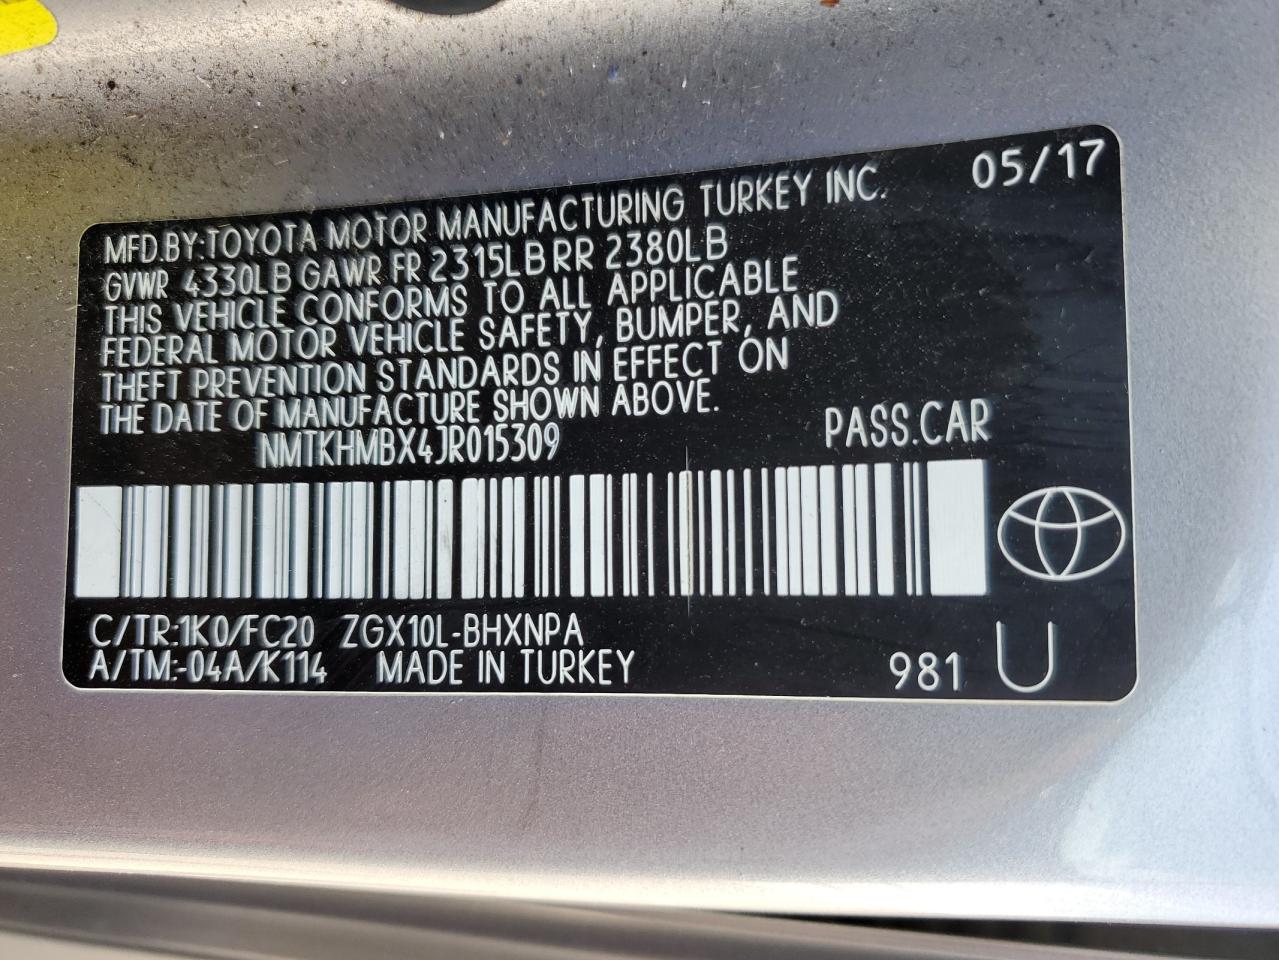 05/17
MFD.BY:TOYOTA MOTOR MANUFACTURING TURKEY INC.
GVWR 4330LB GAWR FR 2315LB RR 2380LB
THIS VEHICLE CONFORMS TO ALL APPLICABLE
FEDERAL MOTOR VEHICLE SAFETY, BUMPER, AND
THEFT PREVENTION STANDARDS IN EFFECT ON
THE DATE OF MANUFACTURE SHOWN ABOVE.
NMTKHMBX4JR015309
PASS.CAR
C/TR:1K0/FC20 ZGX10L-BHXNPA
A/TM:-04A/K114 MADE IN TURKEY
981 U